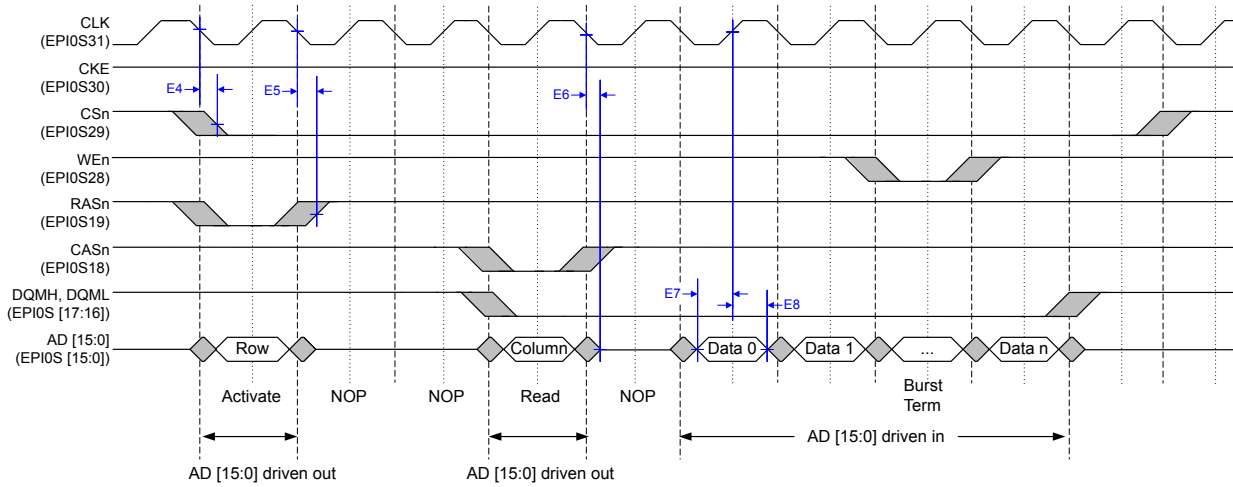 CLK
(EPI0S31)
CKE
(EPI0S30)
E4
E5
E6
CSn
(EPI0S29)
WEn
(EPI0S28)
RASn
(EPI0S19)
CASn
(EPI0S18)
DQMH, DQML
(EPI0S [17:16])
E7
E8
AD [15:0]
(EPI0S [15:0])
Row
Column
Data 0
Data 1
...
Data n
Activate
NOP
NOP
Read
NOP
Burst
Term
AD [15:0] driven in
AD [15:0] driven out
AD [15:0] driven out